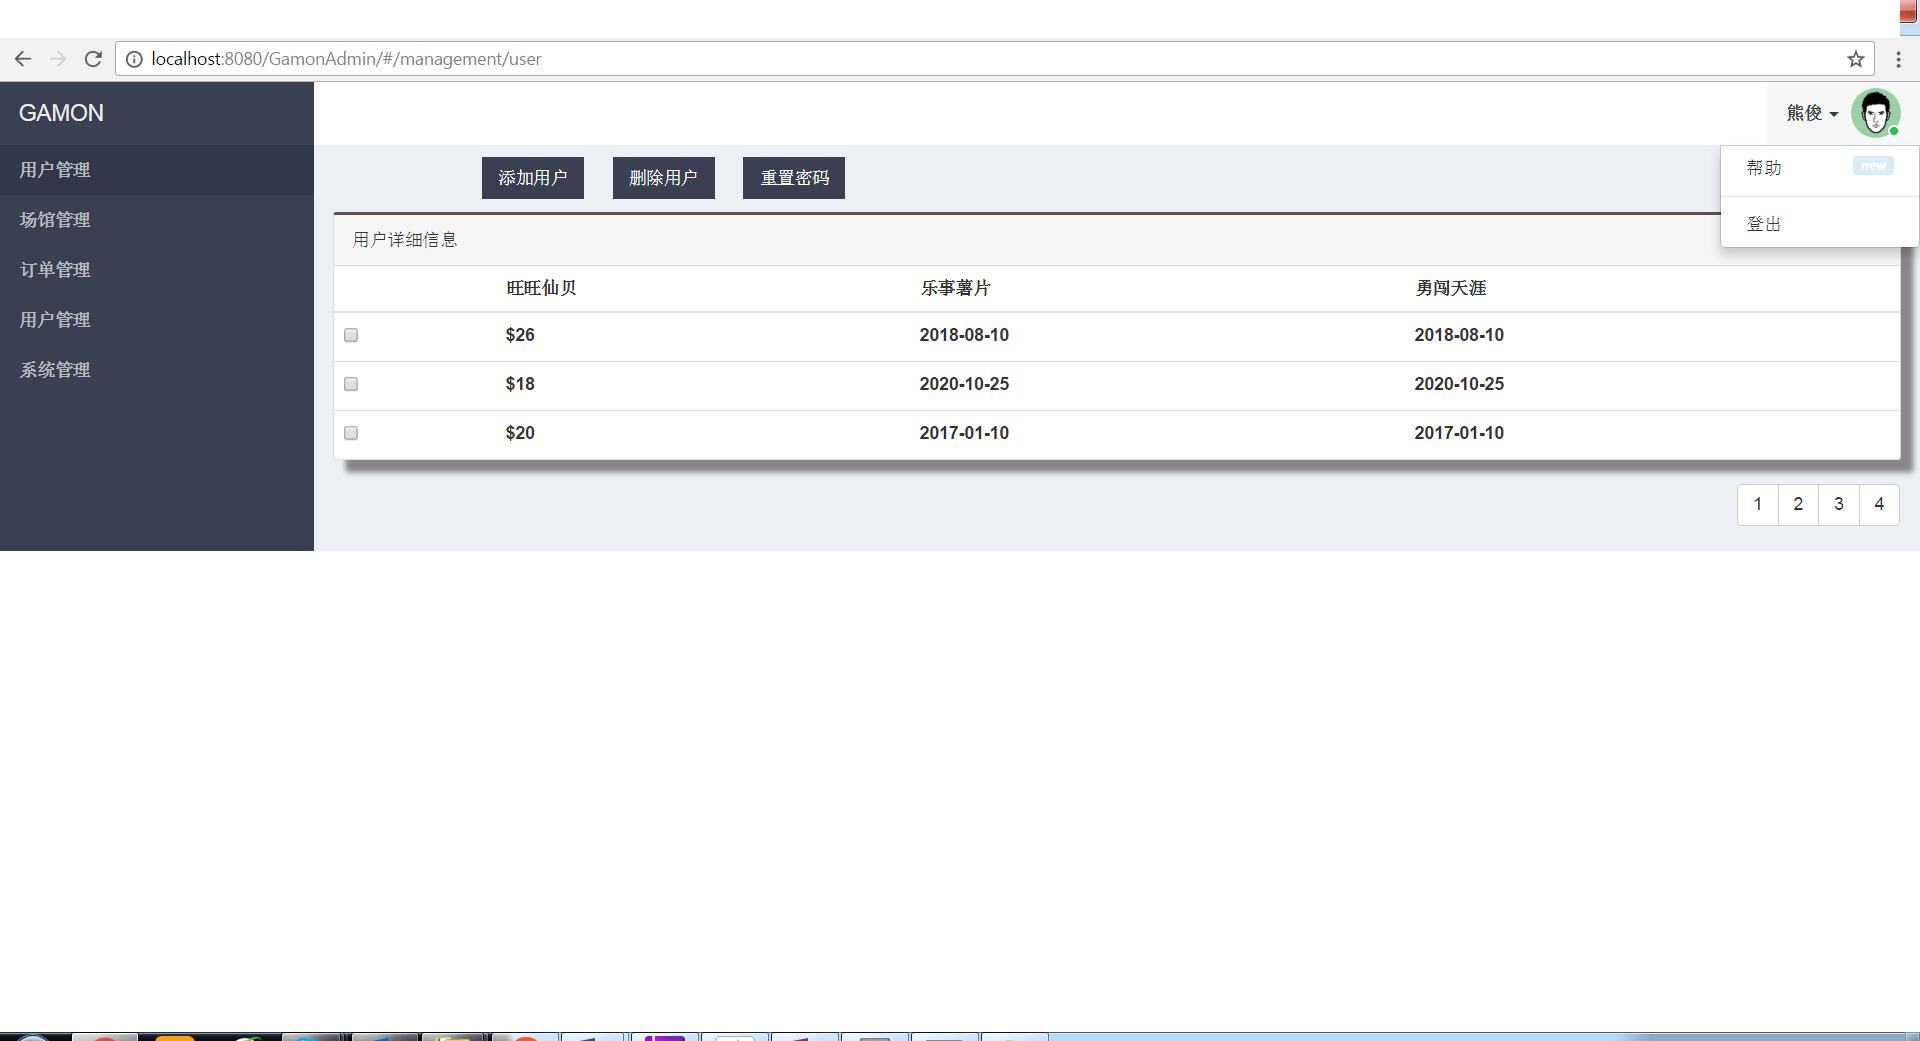 localhost:8080/GamonAdmin/#/management/user
GAMON
熊俊
帮助 new
登出
用户管理
场馆管理
订单管理
用户管理
系统管理
添加用户 删除用户 重置密码
用户详细信息
旺旺仙贝 乐事薯片 勇闯天涯
$26 2018-08-10 2018-08-10
$18 2020-10-25 2020-10-25
$20 2017-01-10 2017-01-10
1 2 3 4